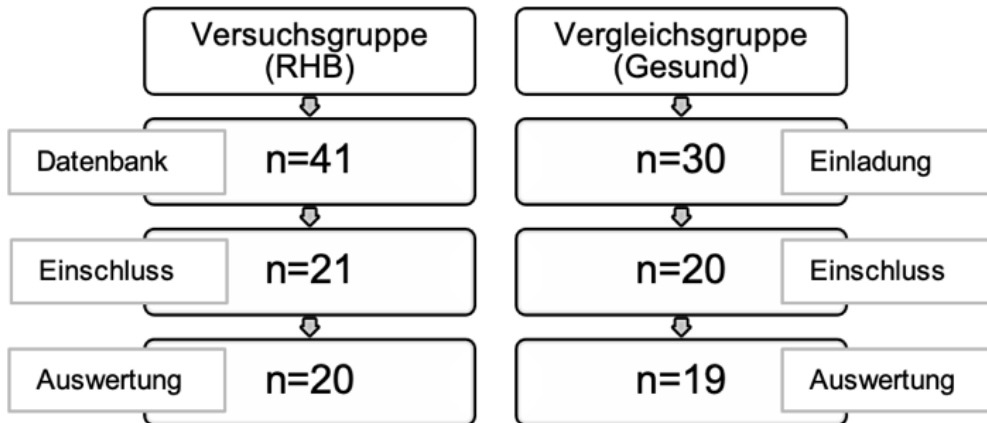 Versuchsgruppe
(RHB)
Vergleichsgruppe
(Gesund)
Datenbank
n=41
n=30
Einladung
Einschluss
n=21
n=20
Einschluss
Auswertung
n=20
n=19
Auswertung